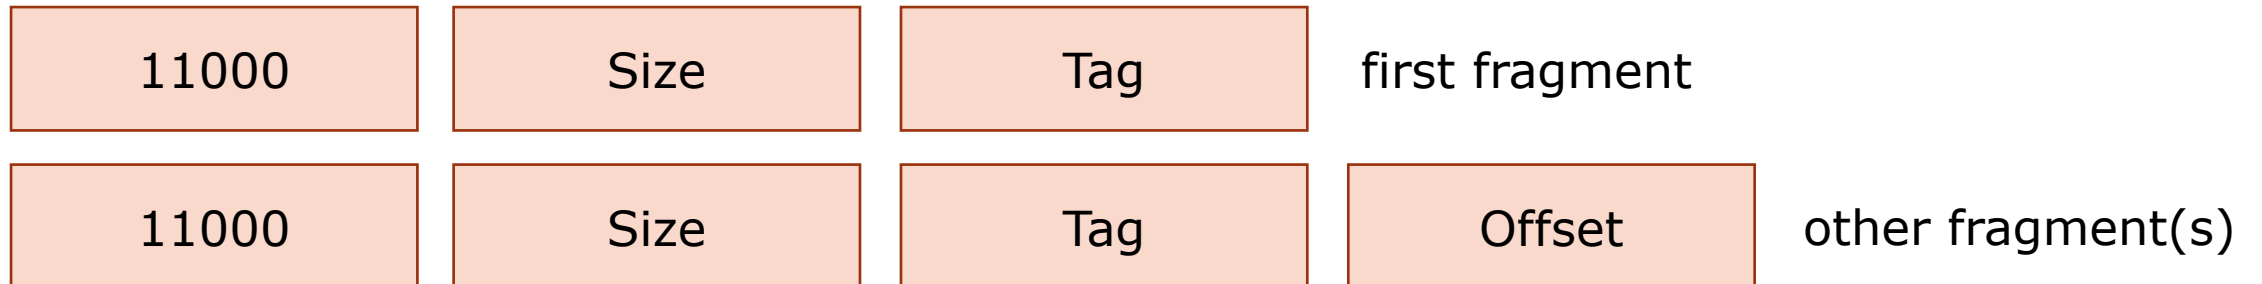 11000 Size Tag first fragment
11000 Size Tag Offset other fragment(s)